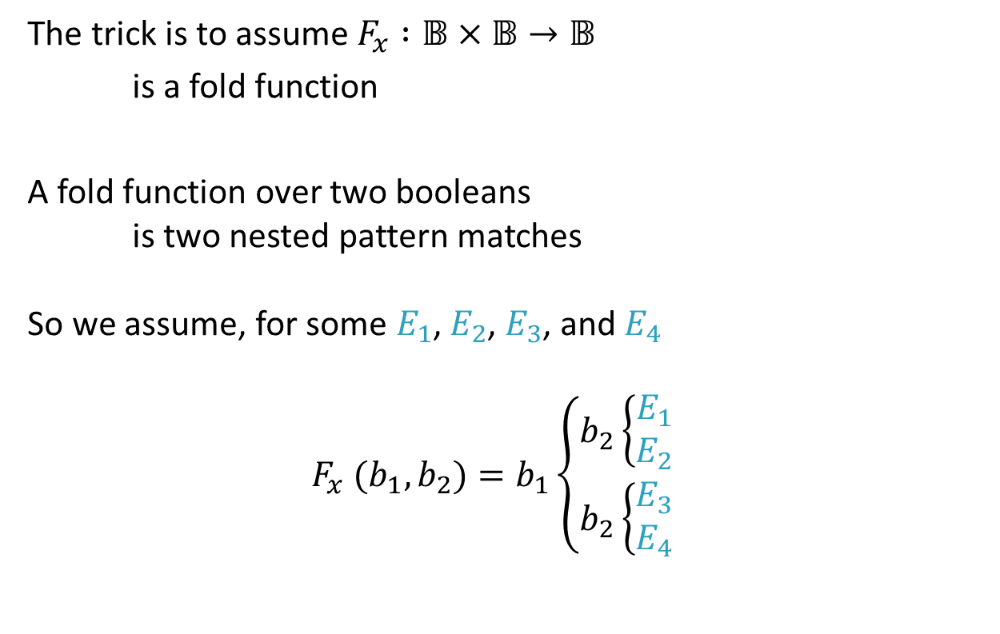 The trick is to assume 𝐹ₓ : 𝔹 × 𝔹 → 𝔹
is a fold function
A fold function over two booleans
is two nested pattern matches
So we assume, for some 𝐸₁, 𝐸₂, 𝐸₃, and 𝐸₄
𝐹ₓ (𝑏₁, 𝑏₂) = 𝑏₁ { 𝑏₂ { 𝐸₁ 𝐸₂ 𝑏₂ { 𝐸₃ 𝐸₄